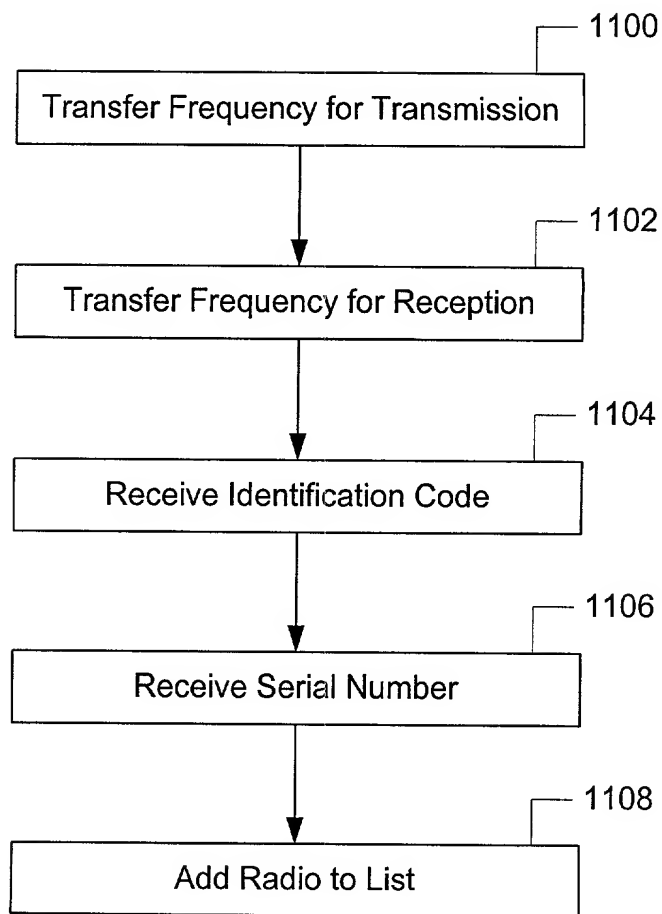 1100
Transfer Frequency for Transmission
1102
Transfer Frequency for Reception
1104
Receive Identification Code
1106
Receive Serial Number
1108
Add Radio to List